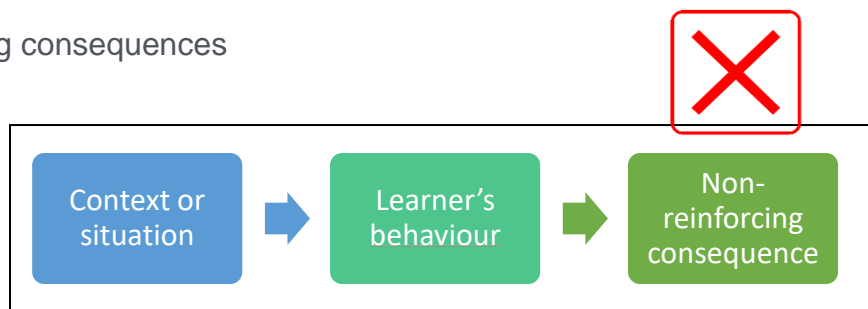 g consequences
Context or
situation
Learner's
behaviour
Non-
reinforcing
consequence